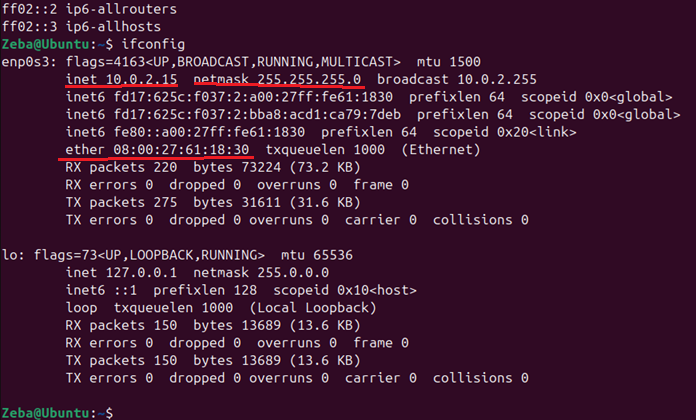 ff02::2 ip6-allrouters
ff02::3 ip6-allhosts
Zeba@Ubuntu:~$ ifconfig
enp0s3: flags=4163<UP,BROADCAST,RUNNING,MULTICAST>  mtu 1500
        inet 10.0.2.15  netmask 255.255.255.0  broadcast 10.0.2.255
        inet6 fd17:625c:f037:2:a00:27ff:fe61:1830  prefixlen 64  scopeid 0x0<global>
        inet6 fd17:625c:f037:2:bba8:acd1:ca79:7deb  prefixlen 64  scopeid 0x0<global>
        inet6 fe80::a00:27ff:fe61:1830  prefixlen 64  scopeid 0x20<link>
        ether 08:00:27:61:18:30  txqueuelen 1000  (Ethernet)
        RX packets 220  bytes 73224 (73.2 KB)
        RX errors 0  dropped 0  overruns 0  frame 0
        TX packets 275  bytes 31611 (31.6 KB)
        TX errors 0  dropped 0 overruns 0  carrier 0  collisions 0

lo: flags=73<UP,LOOPBACK,RUNNING>  mtu 65536
        inet 127.0.0.1  netmask 255.0.0.0
        inet6 ::1  prefixlen 128  scopeid 0x10<host>
        loop  txqueuelen 1000  (Local Loopback)
        RX packets 150  bytes 13689 (13.6 KB)
        RX errors 0  dropped 0  overruns 0  frame 0
        TX packets 150  bytes 13689 (13.6 KB)
        TX errors 0  dropped 0 overruns 0  carrier 0  collisions 0

Zeba@Ubuntu:~$